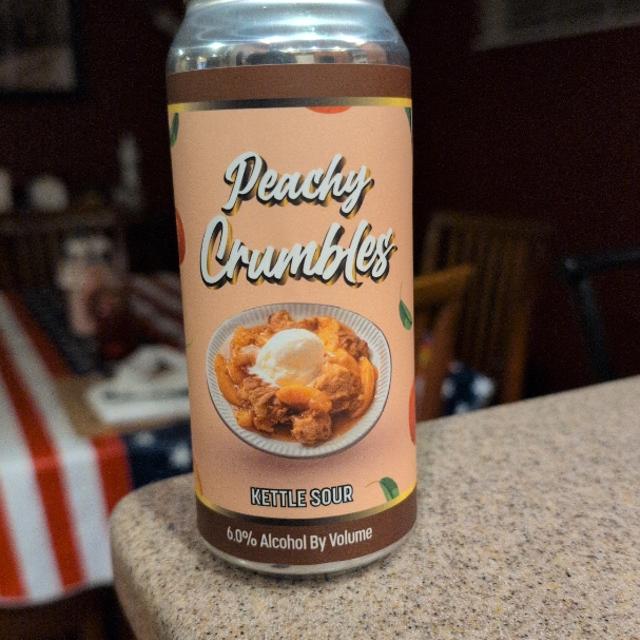 Peachy
Crumbles
KETTLE SOUR
6.0% Alcohol By Volume